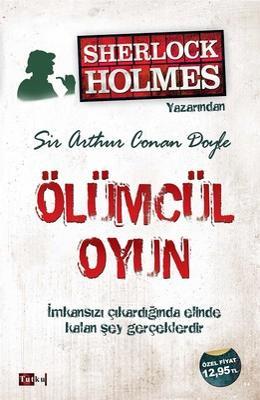 SHERLOCK
HOLMES
Yazarından
Sir Arthur Conan Doyle
ÖLÜMCÜL
OYUN
İmkansızı çıkardığında elinde
kalan şey gerçeklerdir
Tutku
ÖZEL FİYAT
12,95 TL